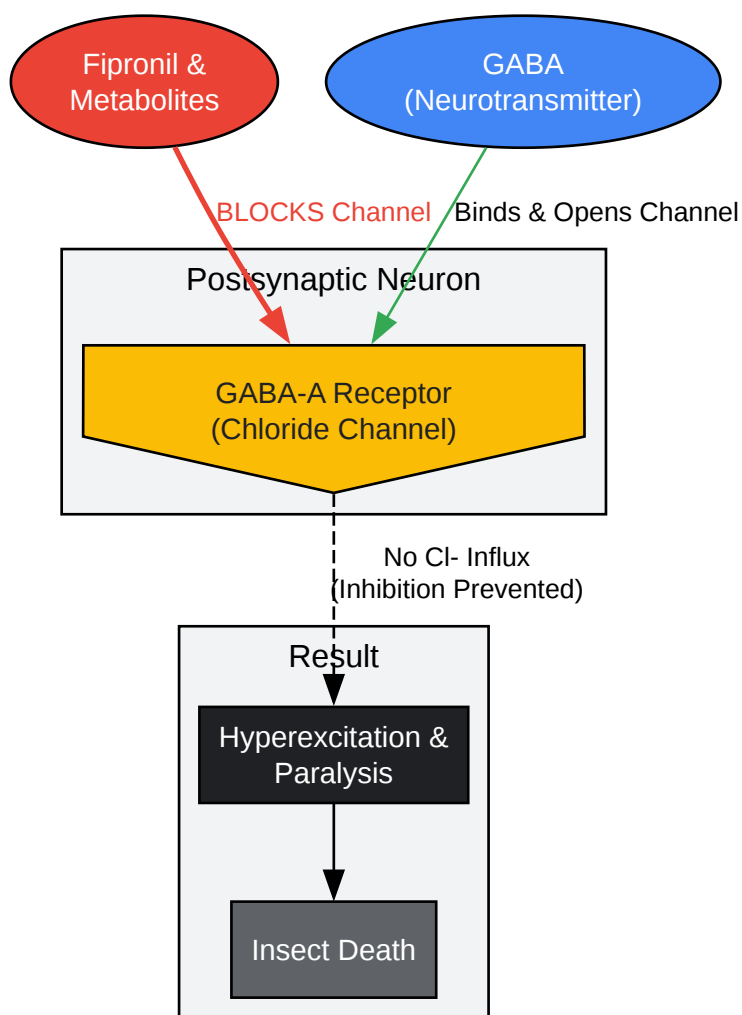 Fipronil &
Metabolites
GABA
(Neurotransmitter)
BLOCKS Channel
Binds & Opens Channel
Postsynaptic Neuron
GABA-A Receptor
(Chloride Channel)
No Cl- Influx
(Inhibition Prevented)
Result
Hyperexcitation &
Paralysis
Insect Death